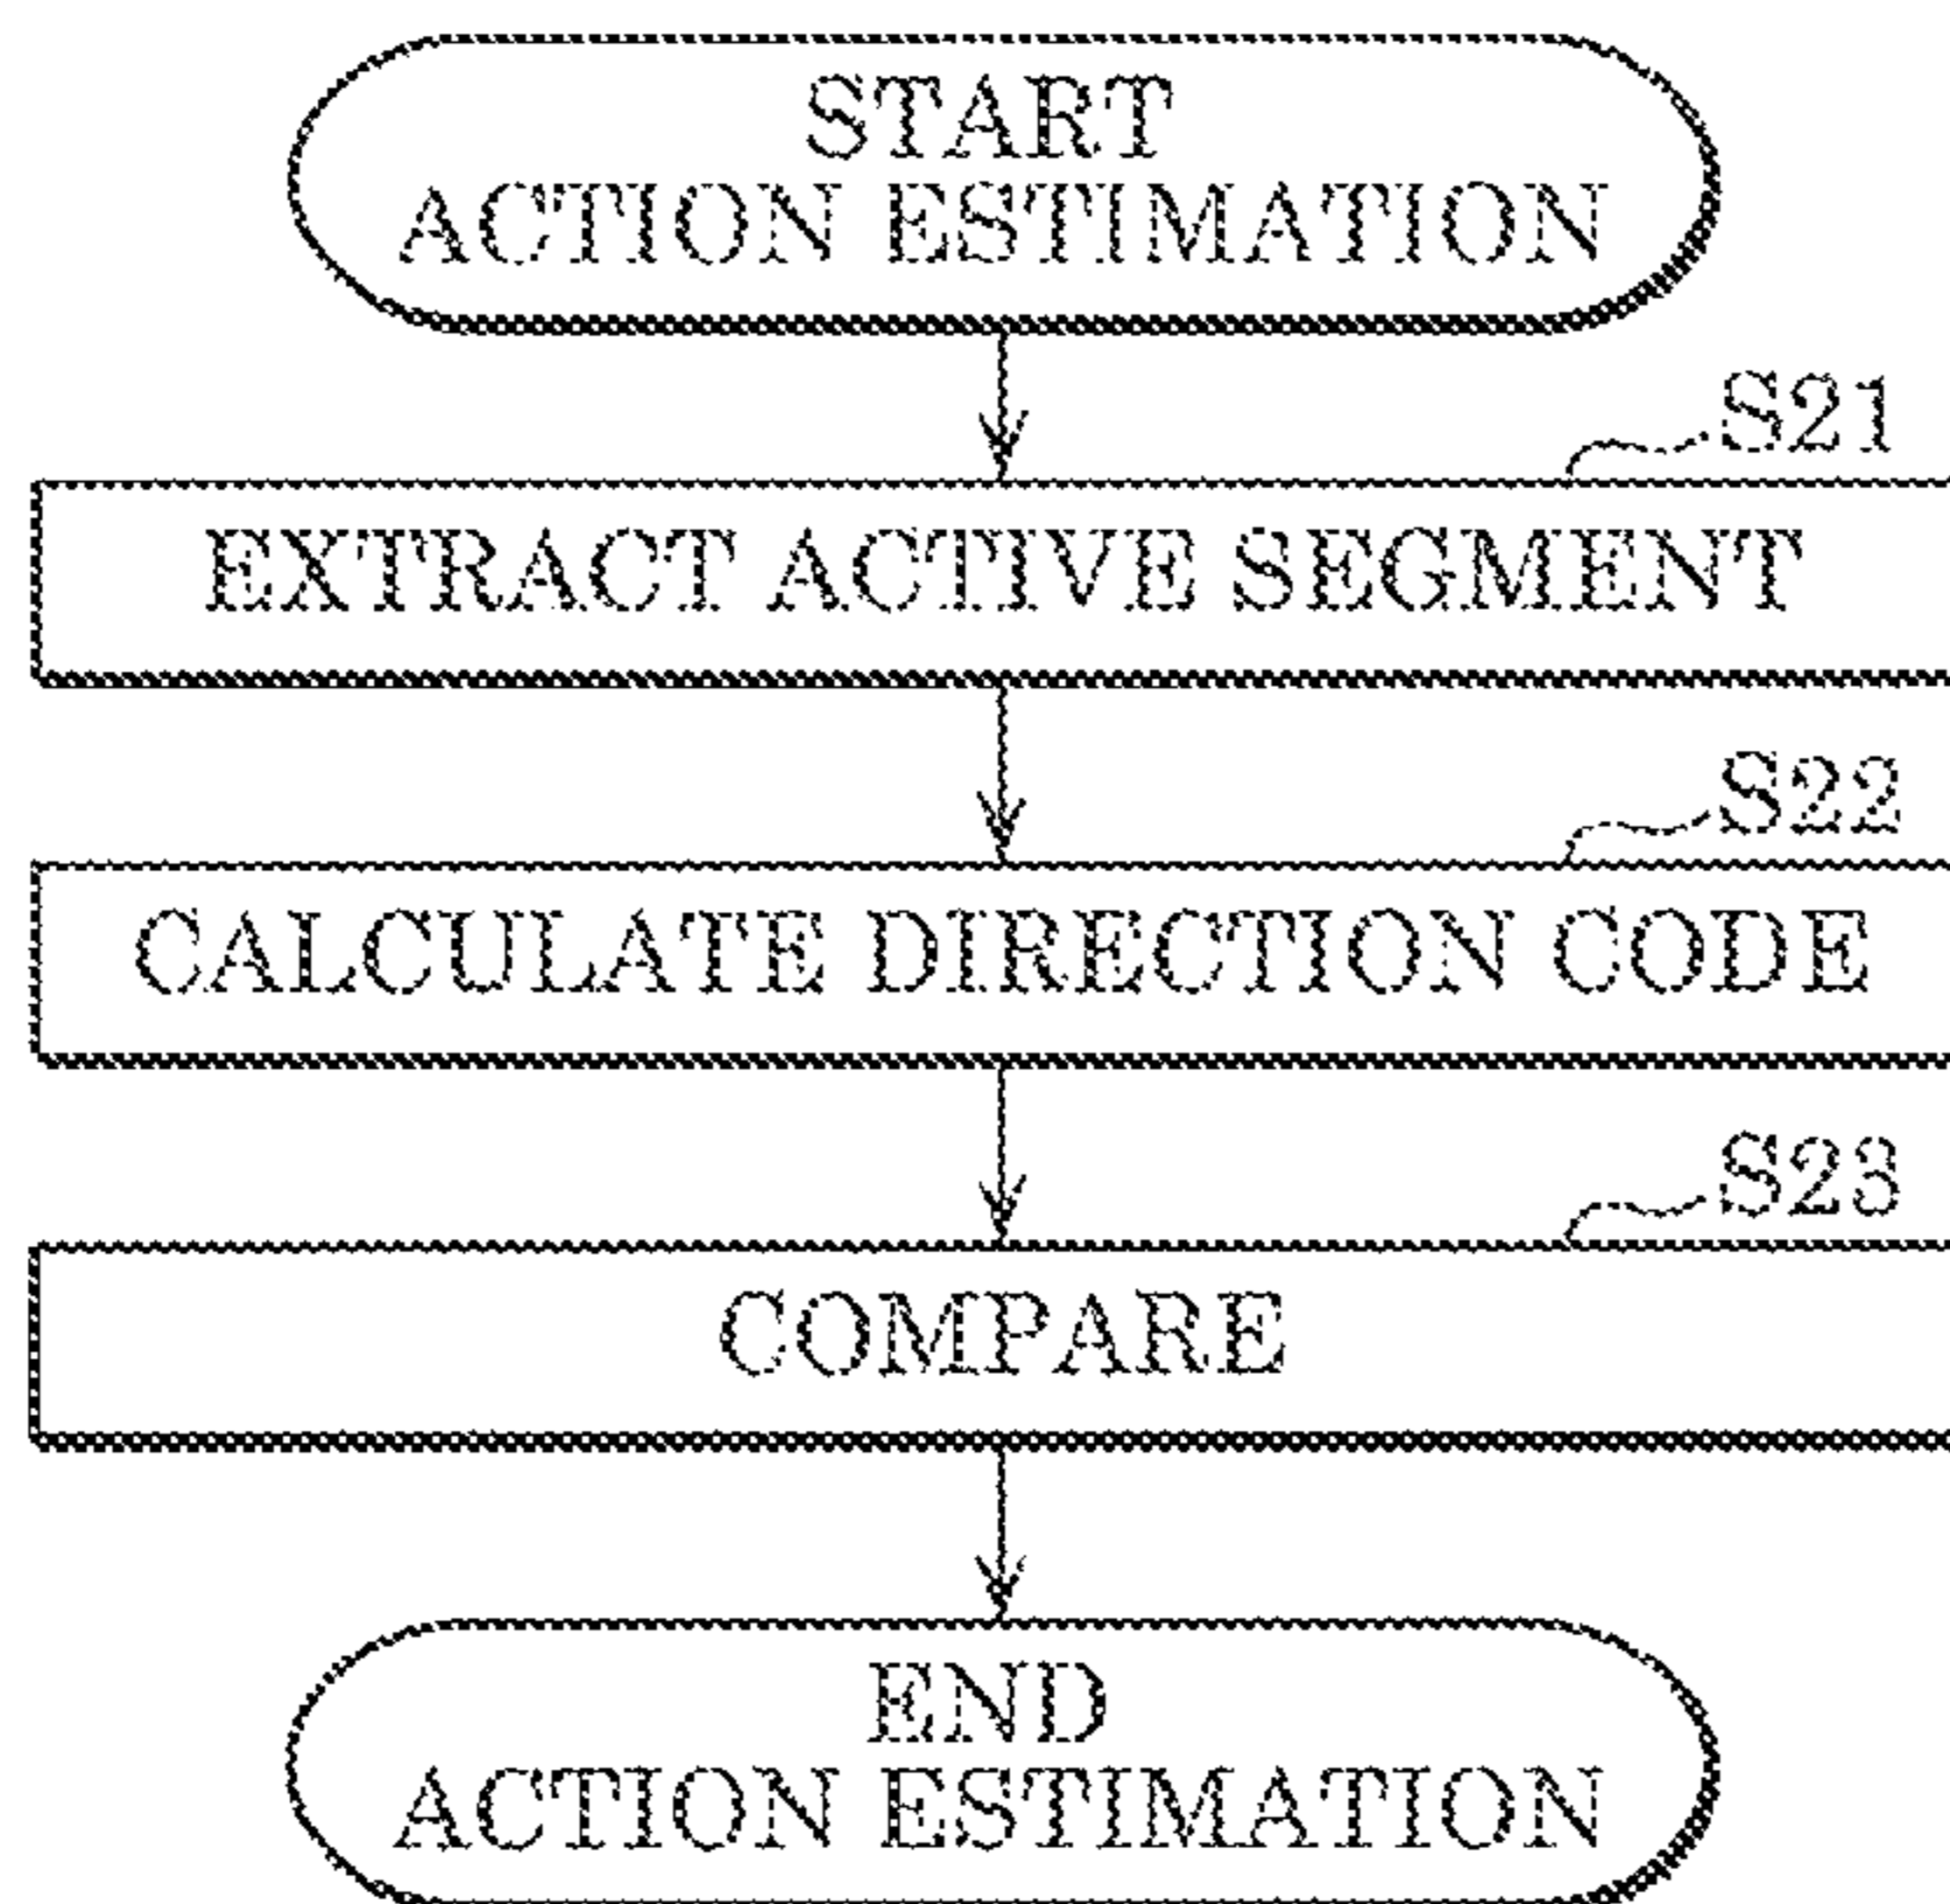 START
ACTION ESTIMATION
S21
EXTRACT ACTIVE SEGMENT
S22
CALCULATE DIRECTION CODE
S23
COMPARE
END
ACTION ESTIMATION